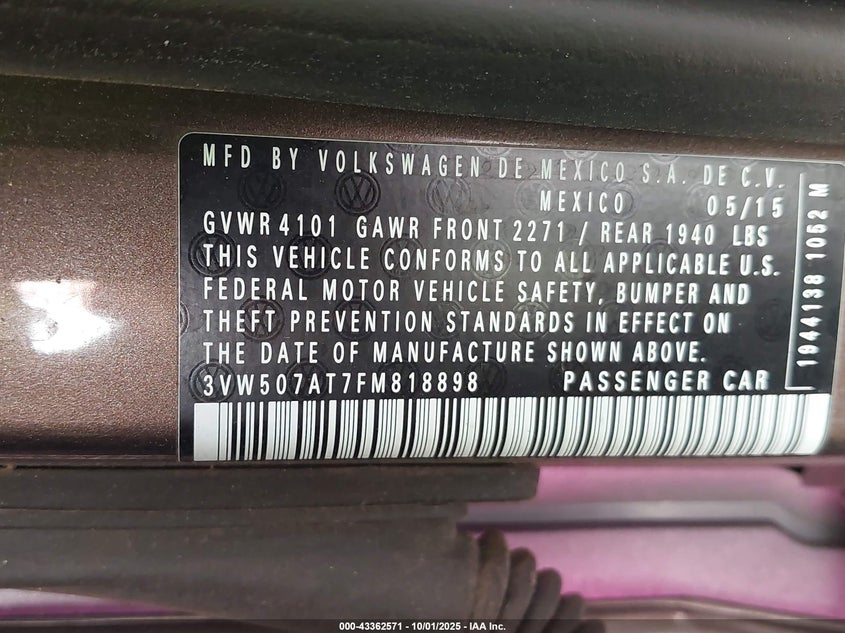 MFD BY VOLKSWAGEN DE MEXICO S.A. DE C.V.
MEXICO 05/15
GVWR 4101 GAWR FRONT 2271 / REAR 1940 LBS
THIS VEHICLE CONFORMS TO ALL APPLICABLE U.S.
FEDERAL MOTOR VEHICLE SAFETY, BUMPER AND
THEFT PREVENTION STANDARDS IN EFFECT ON
THE DATE OF MANUFACTURE SHOWN ABOVE.
3VW507AT7FM818898 PASSENGER CAR
1944138 1052 M
000-43362571 - 10/01/2025 - IAA Inc.